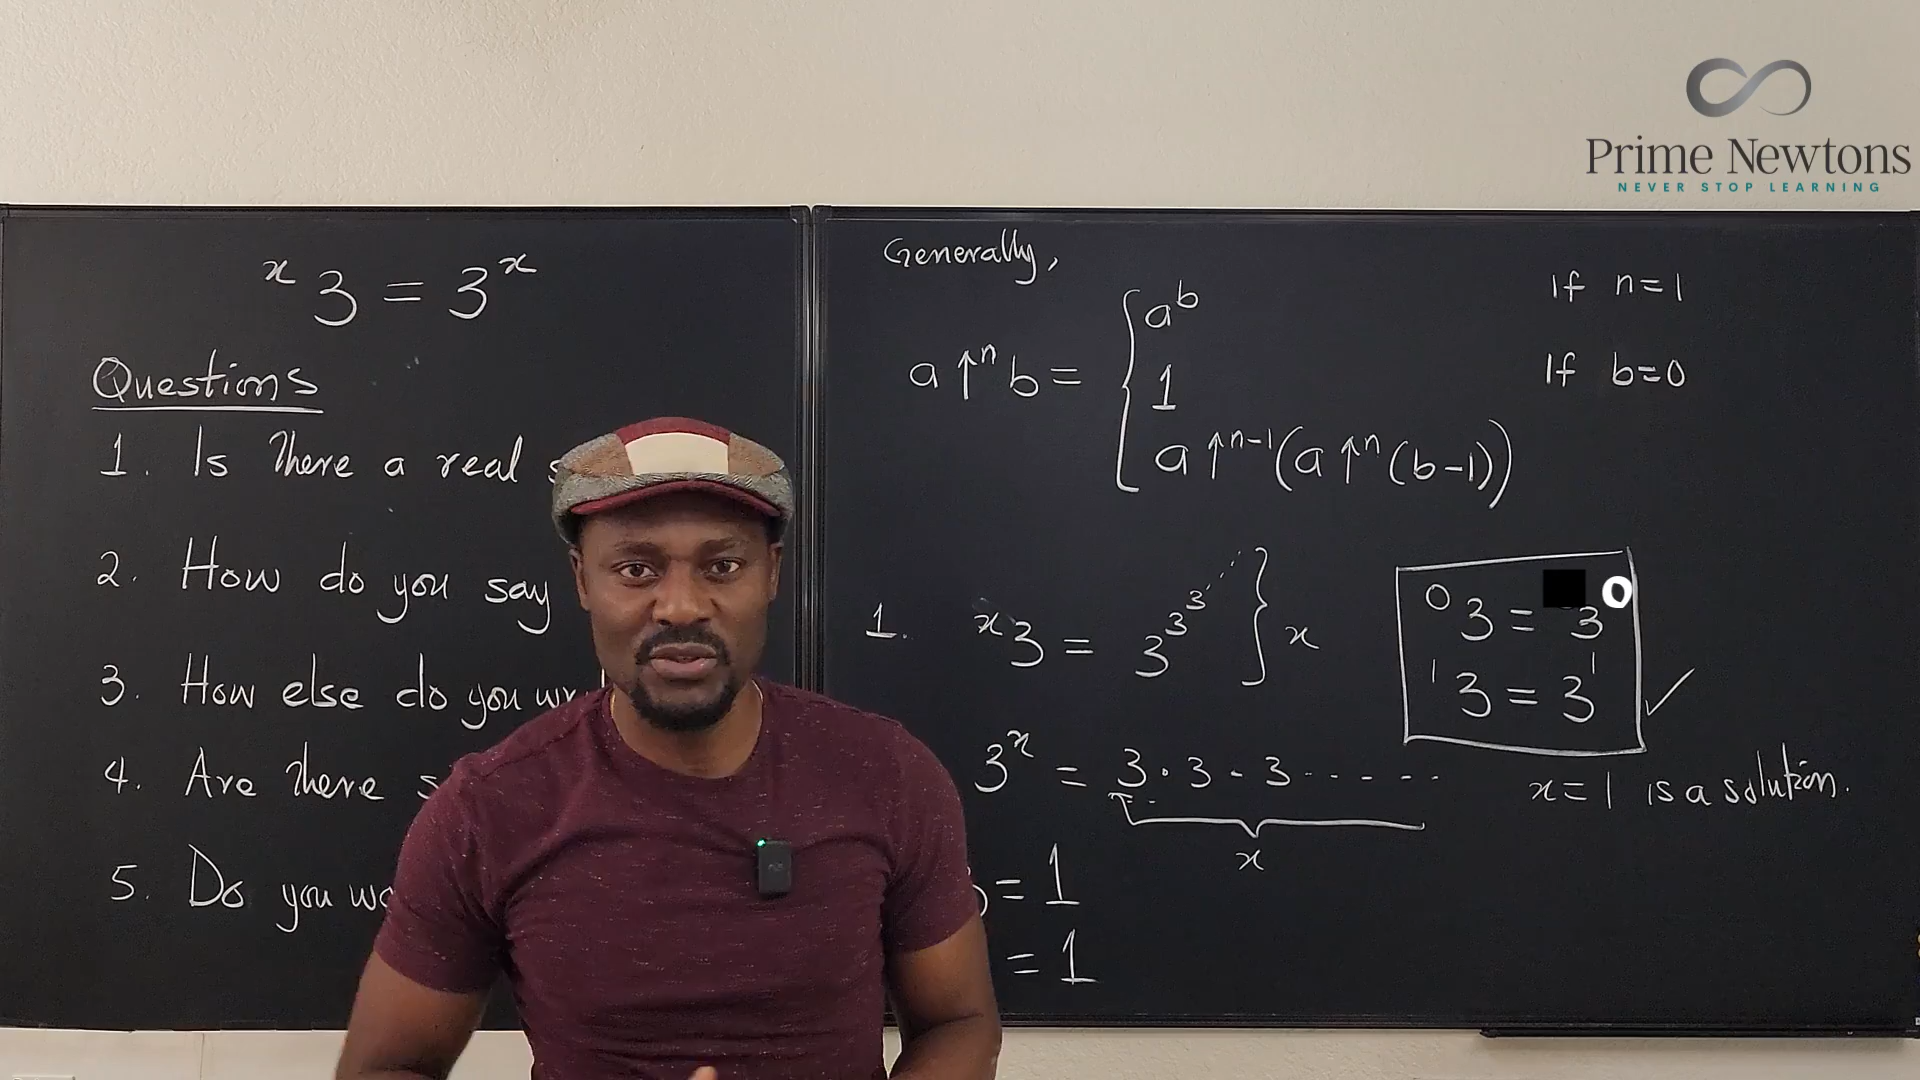 Prime Newtons
NEVER STOP LEARNING
ˣ3 = 3ˣ
Questions
1. Is there a real
2. How do you say
3. How else do you
4. Are there
5. Do you
Generally,
a↑ⁿb =
aᵇ if n=1
1 if b=0
a↑ⁿ⁻¹(a↑ⁿ(b-1))
1. ˣ3 = 3^3^3^⋰ } x
3ˣ = 3·3·3·····
x
= 1
= 1
⁰3 = 3⁰
¹3 = 3¹
✓
x=1 is a solution.